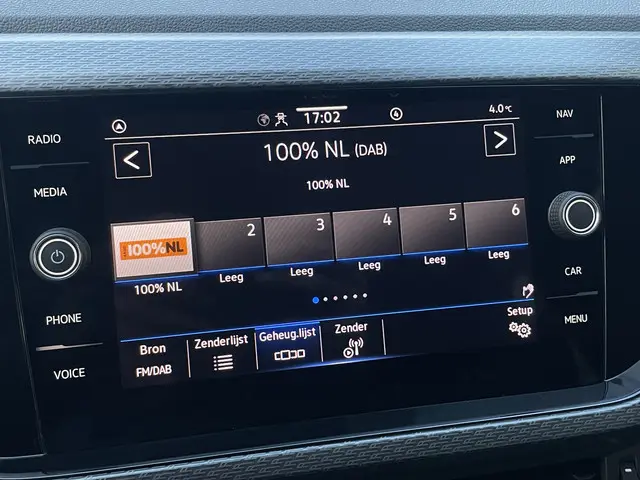 RADIO
MEDIA
PHONE
VOICE
17:02
4
4.0°C
100% NL (DAB)
100% NL
100%NL
2
3
4
5
6
100% NL
Leeg
Leeg
Leeg
Leeg
Leeg
Bron
FM/DAB
Zenderlijst
Geheug.lijst
Zender
Setup
NAV
APP
CAR
MENU